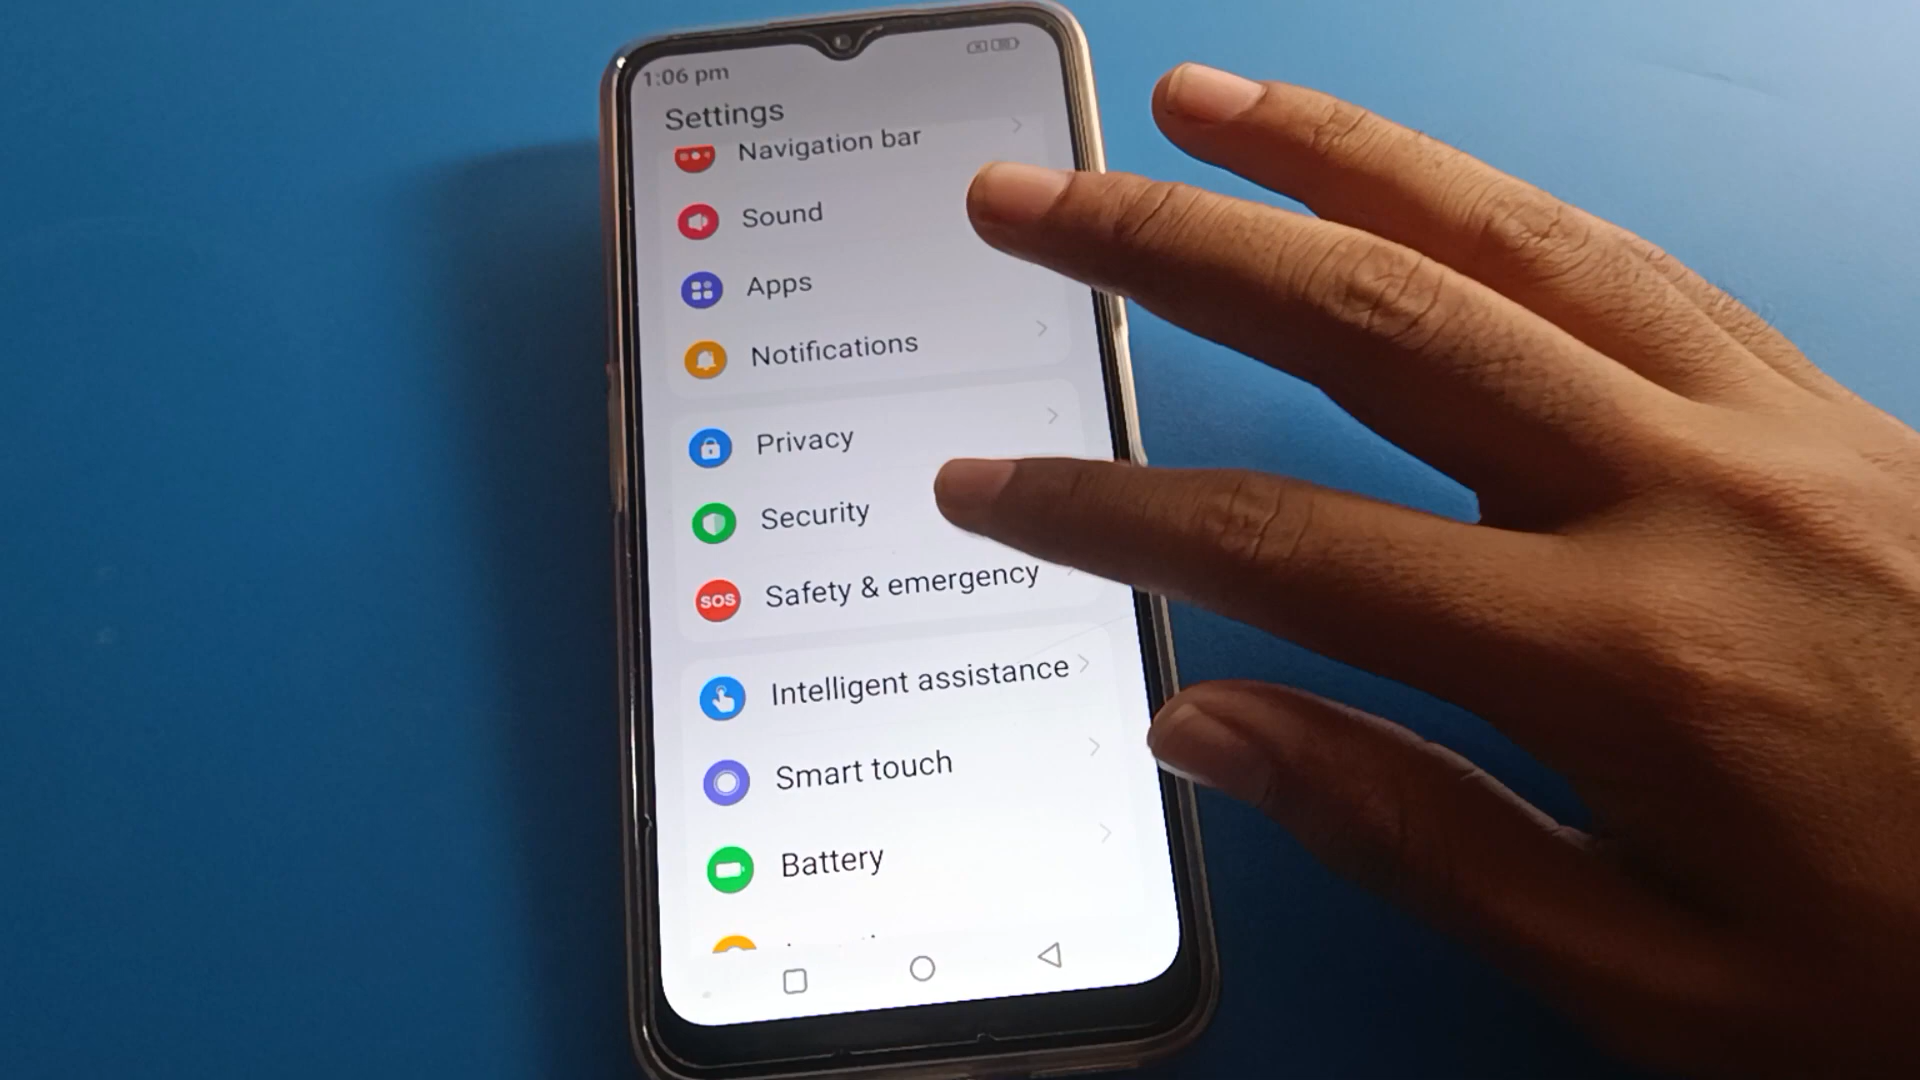 1:06 pm
Settings
Navigation bar
Sound
Apps
Notifications
Privacy
Security
SOS
Safety & emergency
Intelligent assistance
Smart touch
Battery